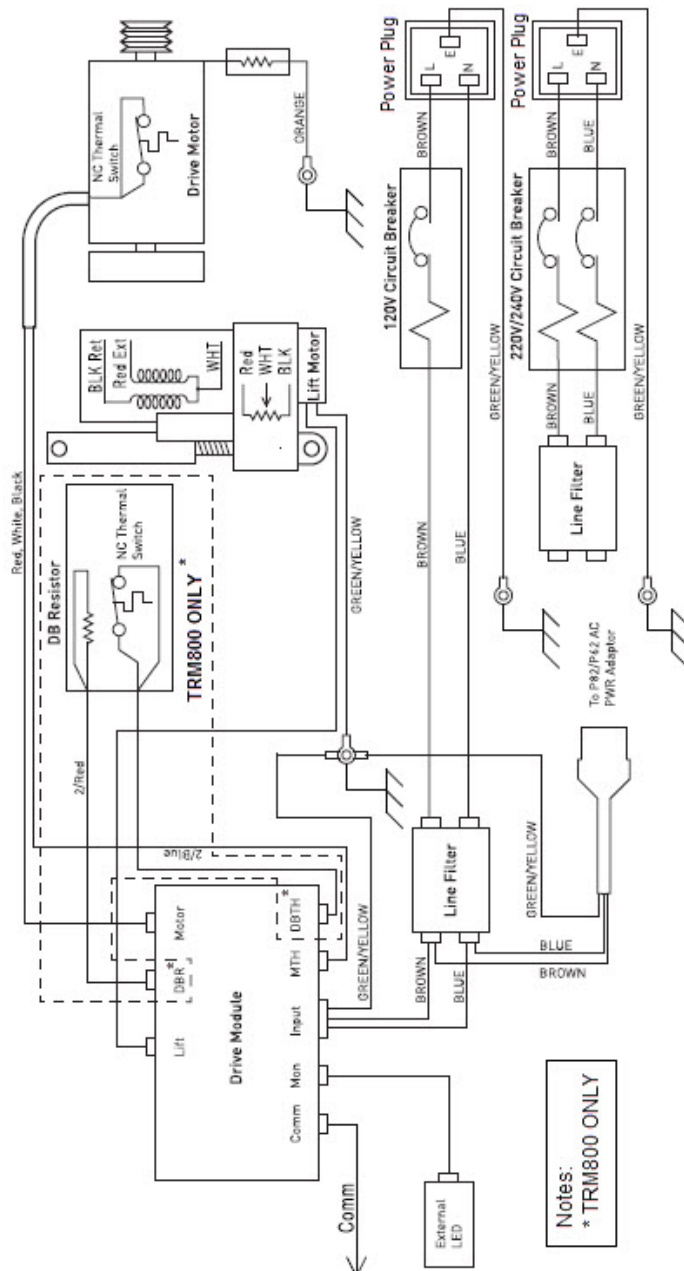 NC Thermal
Switch
Drive Motor
ORANGE
Power Plug
L
E
N
Power Plug
L
E
N
BROWN
BROWN
BLUE
120V Circuit Breaker
220V/240V Circuit Breaker
GREEN/YELLOW
GREEN/YELLOW
BROWN
BLUE
Line Filter
BLK Ret
Red Ext
WHT
Red
WHT
BLK
Lift Motor
Red, White, Black
DB Resistor
NC Thermal
Switch
TRM800 ONLY *
GREEN/YELLOW
BROWN
BLUE
To P82/P62 AC
PWR Adaptor
2/Red
2/Blue
Drive Module
Lift
DBR*
Motor
Comm
Mon
Input
MTH
DBTH
*
GREEN/YELLOW
Line Filter
BROWN
BLUE
GREEN/YELLOW
BLUE
BROWN
Comm
External
LED
Notes:
* TRM800 ONLY